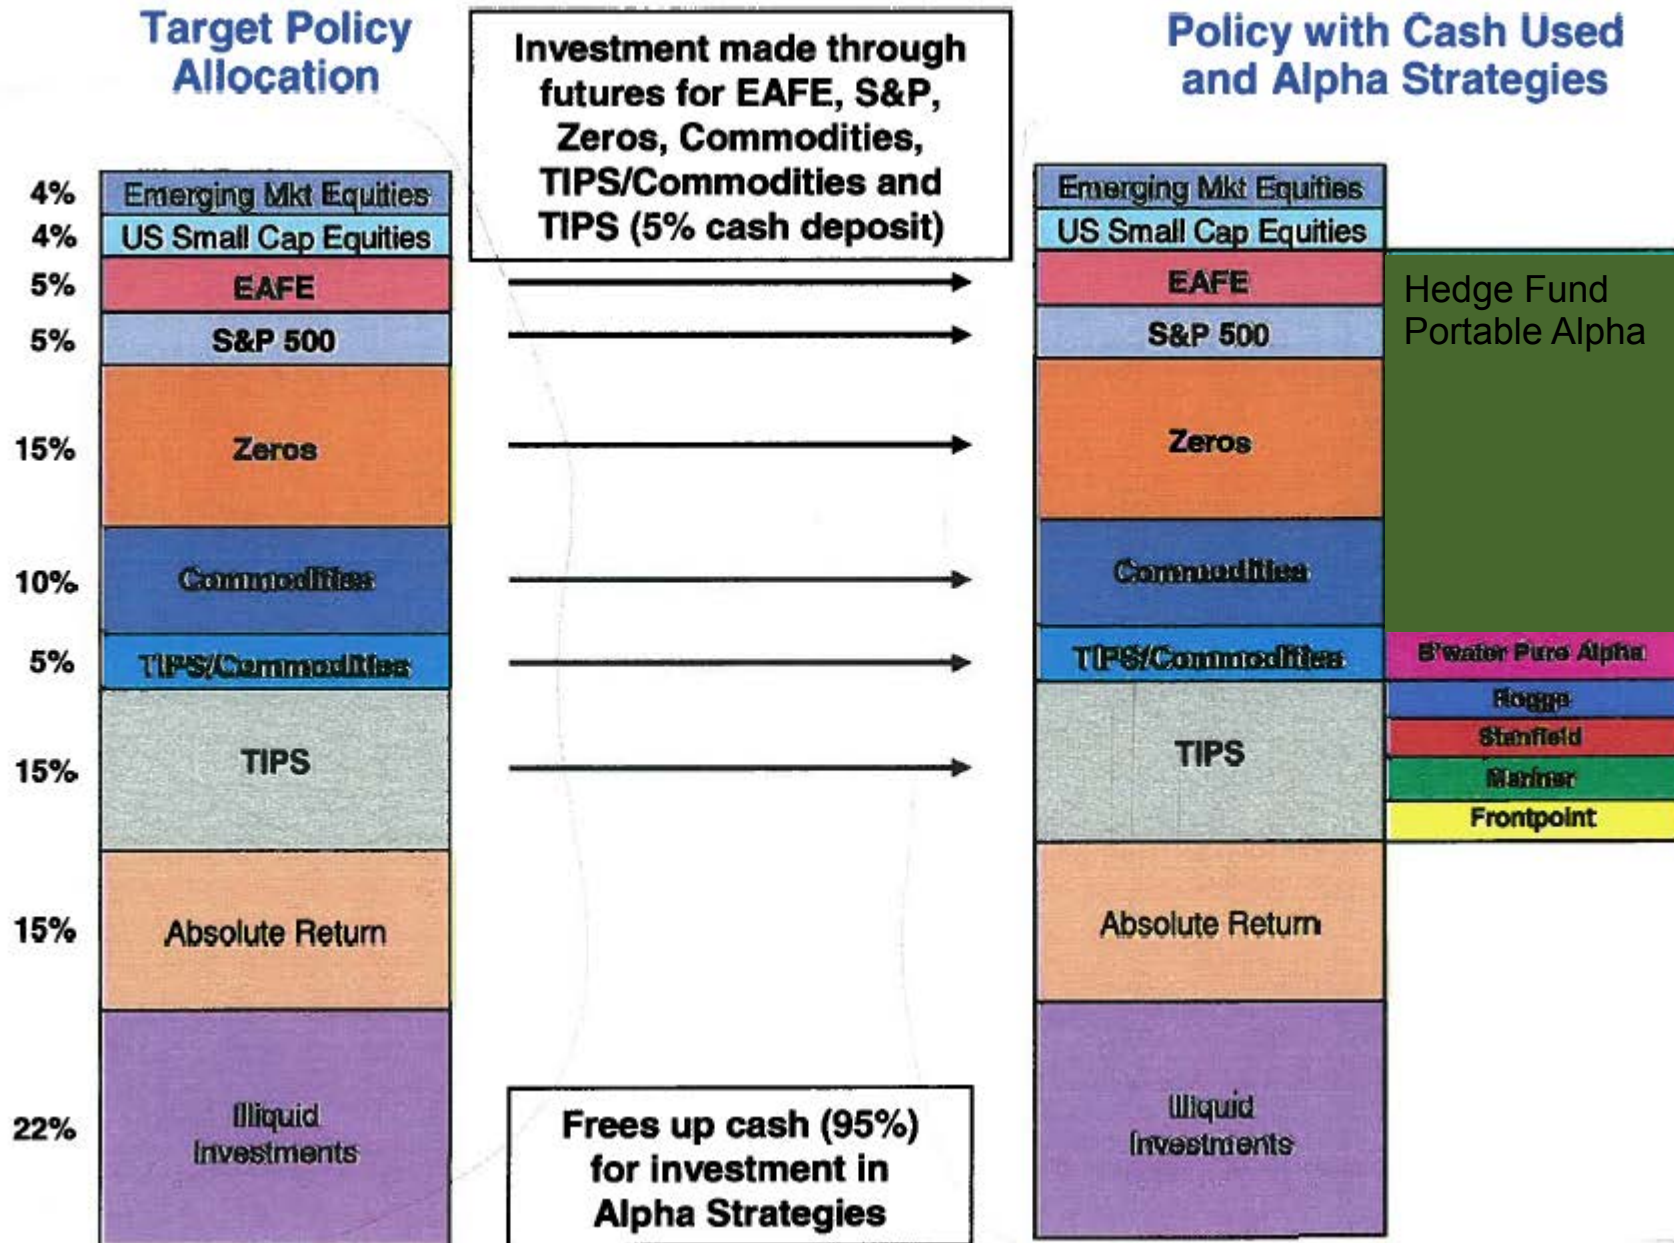 Target Policy
Allocation
Investment made through
futures for EAFE, S&P,
Zeros, Commodities,
TIPS/Commodities and
TIPS (5% cash deposit)
Policy with Cash Used
and Alpha Strategies
4%
Emerging Mkt Equities
4%
US Small Cap Equities
5%
EAFE
5%
S&P 500
15%
Zeros
10%
Commodities
5%
TIPS/Commodities
15%
TIPS
15%
Absolute Return
22%
Illiquid
Investments
Frees up cash (95%)
for investment in
Alpha Strategies
Emerging Mkt Equities
US Small Cap Equities
EAFE
S&P 500
Zeros
Commodities
TIPS/Commodities
TIPS
Absolute Return
Illiquid
Investments
Hedge Fund
Portable Alpha
B'water Pure Alpha
Rogge
Stanfield
Mariner
Frontpoint